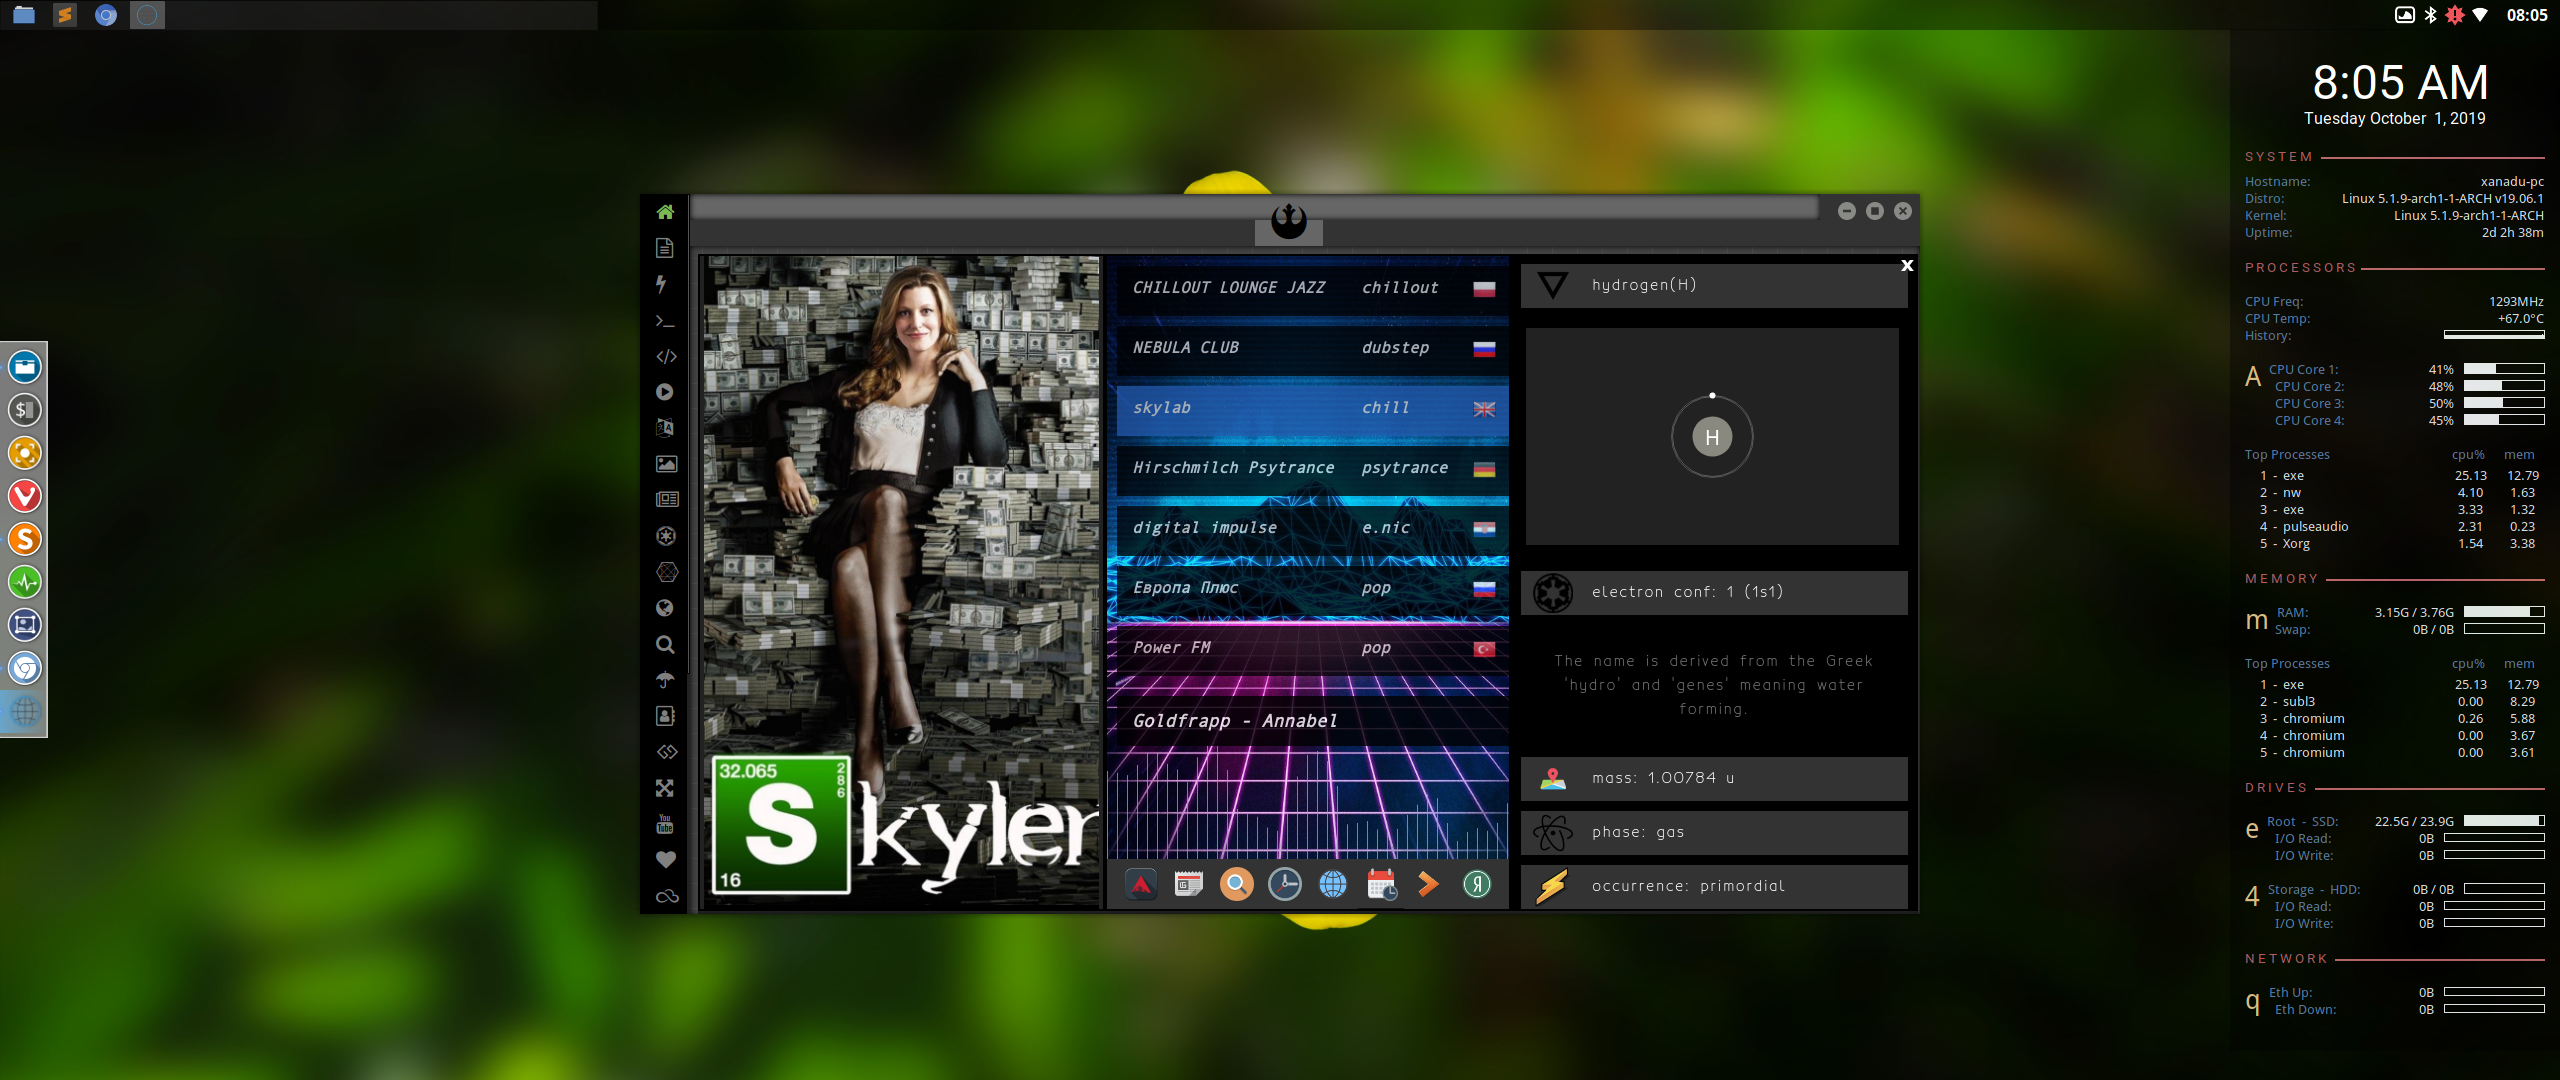 08:05
8:05 AM
Tuesday October 1, 2019
SYSTEM
Hostname: xanadu-pc
Distro: Linux 5.1.9-arch1-1-ARCH v19.06.1
Kernel: Linux 5.1.9-arch1-1-ARCH
Uptime: 2d 2h 38m
PROCESSORS
CPU Freq: 1293MHz
CPU Temp: +67.0°C
History:
A CPU Core 1: 41%
CPU Core 2: 48%
CPU Core 3: 50%
CPU Core 4: 45%
Top Processes cpu% mem
1 - exe 25.13 12.79
2 - nw 4.10 1.63
3 - exe 3.33 1.32
4 - pulseaudio 2.31 0.23
5 - Xorg 1.54 3.38
MEMORY
m RAM: 3.15G / 3.76G
Swap: 0B / 0B
Top Processes cpu% mem
1 - exe 25.13 12.79
2 - subl3 0.00 8.29
3 - chromium 0.26 5.88
4 - chromium 0.00 3.67
5 - chromium 0.00 3.61
DRIVES
e Root - SSD: 22.5G / 23.9G
I/O Read: 0B
I/O Write: 0B
4 Storage - HDD: 0B / 0B
I/O Read: 0B
I/O Write: 0B
NETWORK
q Eth Up: 0B
Eth Down: 0B
32.065
2
8
6
Skyler
16
CHILLOUT LOUNGE JAZZ chillout
NEBULA CLUB dubstep
skylab chill
Hirschmilch Psytrance psytrance
digital impulse e.nic
Европа Плюс pop
Power FM pop
Goldfrapp - Annabel
x
hydrogen(H)
H
electron conf: 1 (1s1)
The name is derived from the Greek
'hydro' and 'genes' meaning water
forming.
mass: 1.00784 u
phase: gas
occurrence: primordial
You
Tube
Я
$
S